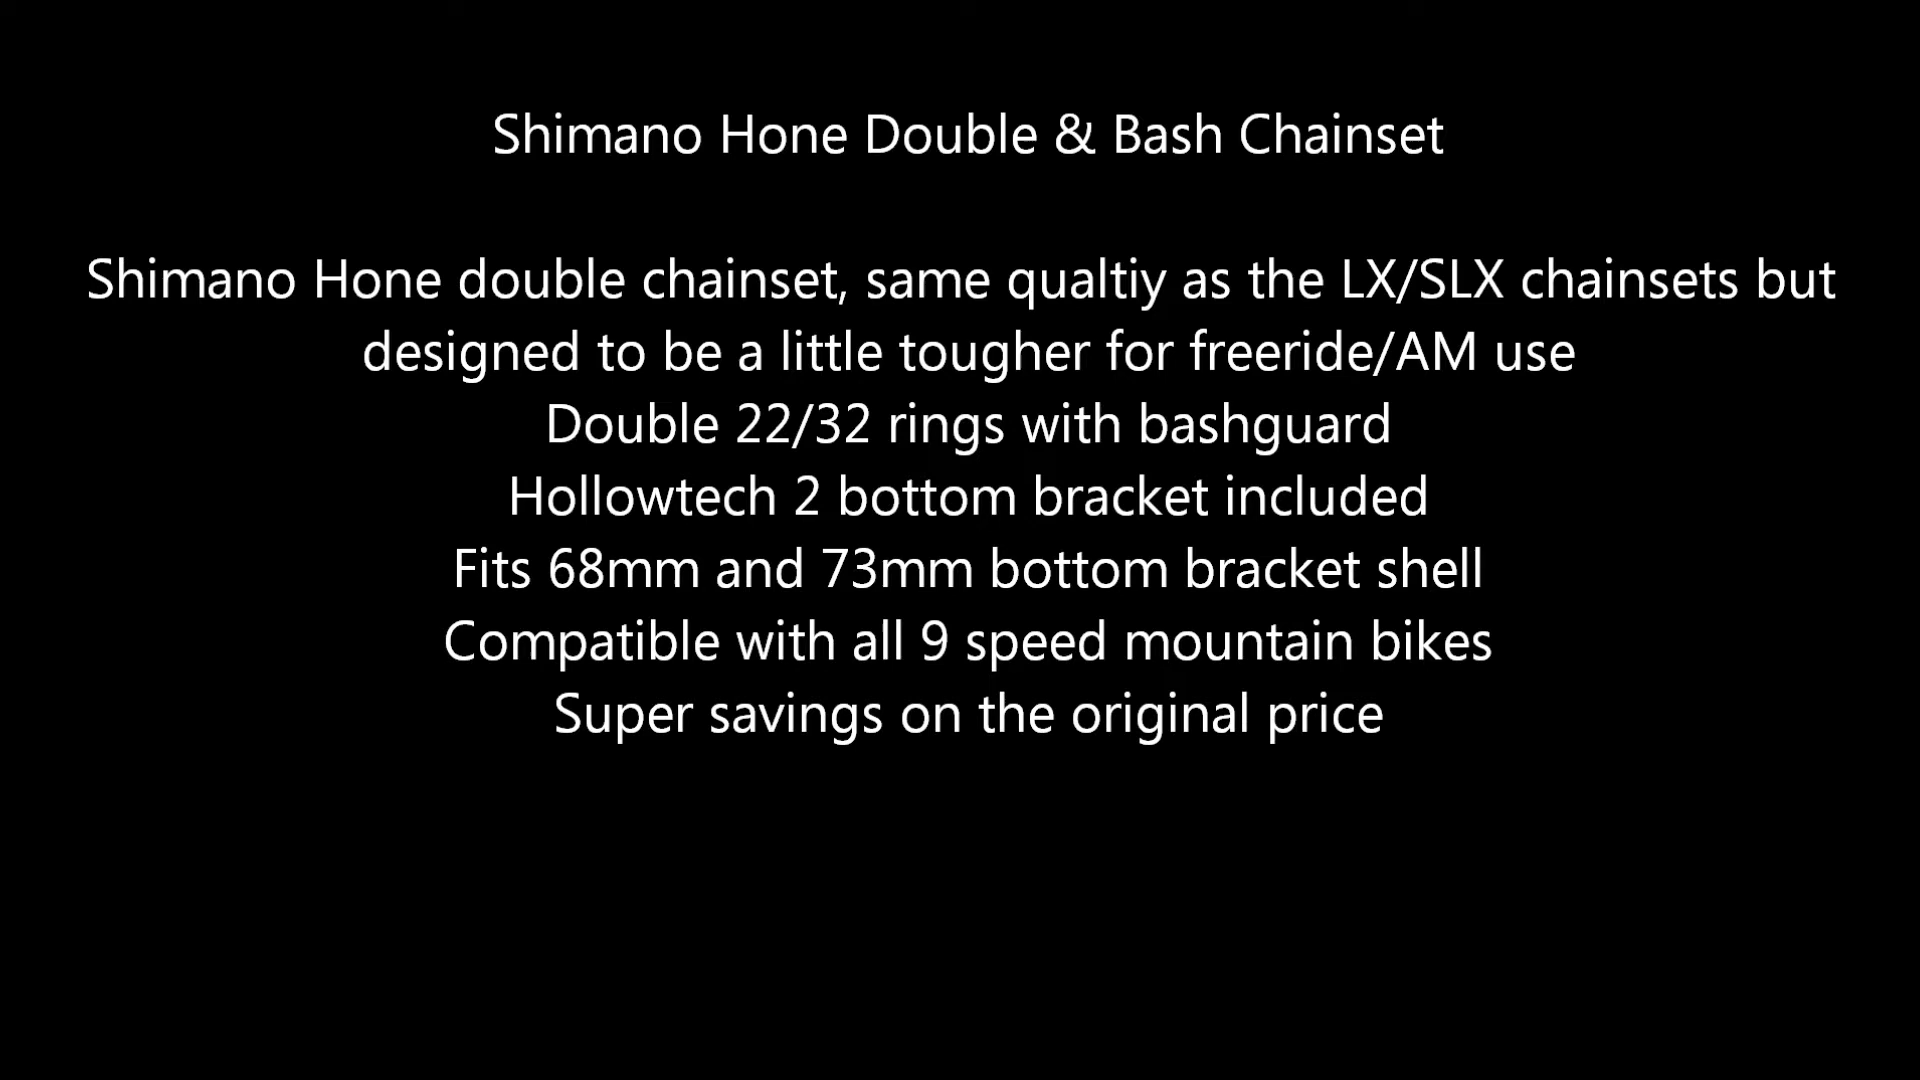 Shimano Hone Double & Bash Chainset
Shimano Hone double chainset, same qualtiy as the LX/SLX chainsets but
designed to be a little tougher for freeride/AM use
Double 22/32 rings with bashguard
Hollowtech 2 bottom bracket included
Fits 68mm and 73mm bottom bracket shell
Compatible with all 9 speed mountain bikes
Super savings on the original price